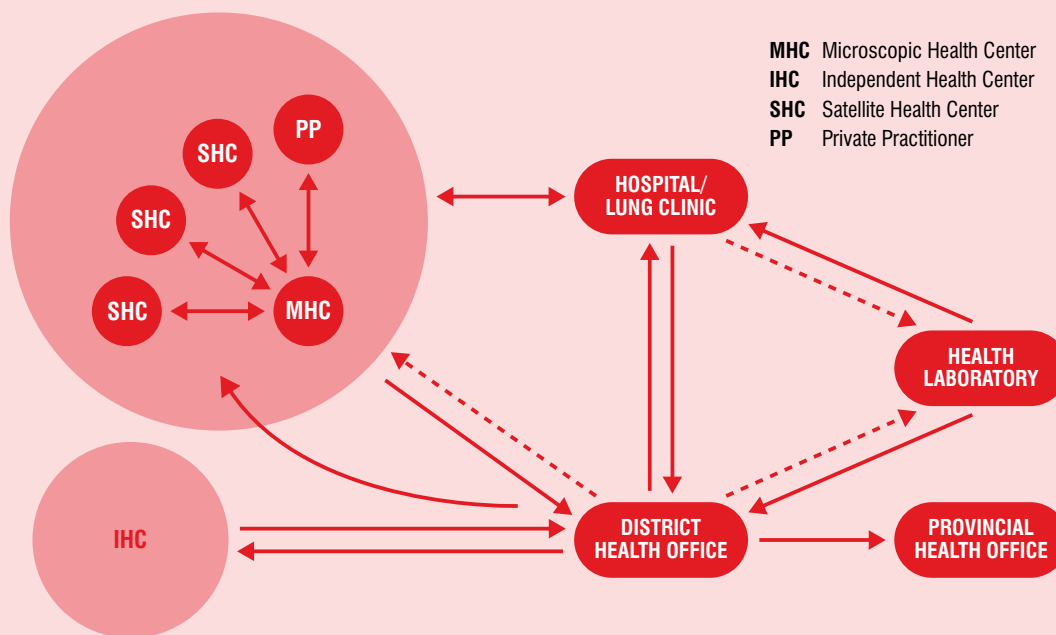 MHC Microscopic Health Center
IHC Independent Health Center
SHC Satellite Health Center
PP Private Practitioner
PP
SHC
SHC
SHC
MHC
HOSPITAL/
LUNG CLINIC
HEALTH
LABORATORY
IHC
DISTRICT
HEALTH OFFICE
PROVINCIAL
HEALTH OFFICE